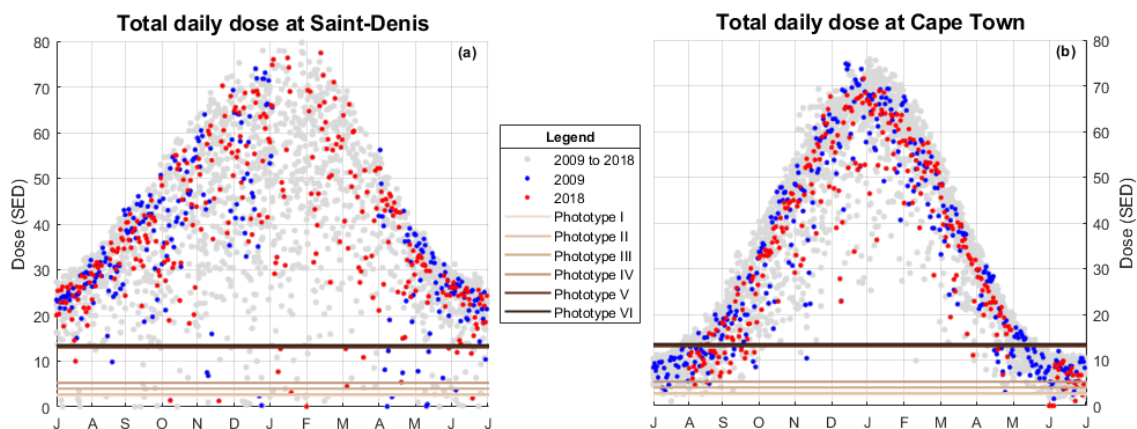 Total daily dose at Saint-Denis
(a)
Dose (SED)
80
70
60
50
40
30
20
10
0
J A S O N D J F M A M J J
Legend
2009 to 2018
2009
2018
Phototype I
Phototype II
Phototype III
Phototype IV
Phototype V
Phototype VI
Total daily dose at Cape Town
(b)
80
70
60
50
40
30
20
10
0
Dose (SED)
J A S O N D J F M A M J J